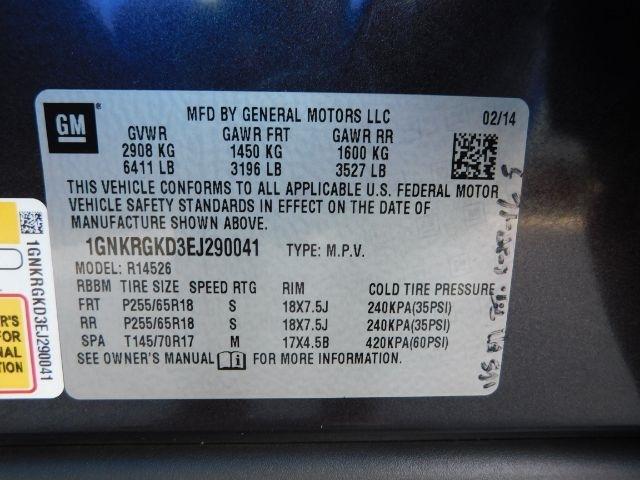 GM
®
MFD BY GENERAL MOTORS LLC 02/14
GVWR GAWR FRT GAWR RR
2908 KG 1450 KG 1600 KG
6411 LB 3196 LB 3527 LB
THIS VEHICLE CONFORMS TO ALL APPLICABLE U.S. FEDERAL MOTOR
VEHICLE SAFETY STANDARDS IN EFFECT ON THE DATE OF
MANUFACTURE SHOWN ABOVE.
1GNKRGKD3EJ290041 TYPE: M.P.V.
MODEL: R14526
RBBM TIRE SIZE SPEED RTG RIM COLD TIRE PRESSURE
FRT P255/65R18 S 18X7.5J 240KPA(35PSI)
RR P255/65R18 S 18X7.5J 240KPA(35PSI)
SPA T145/70R17 M 17X4.5B 420KPA(60PSI)
SEE OWNER'S MANUAL FOR MORE INFORMATION.
1GNKRGKD3EJ290041
R'S
FOR
NAL
TION